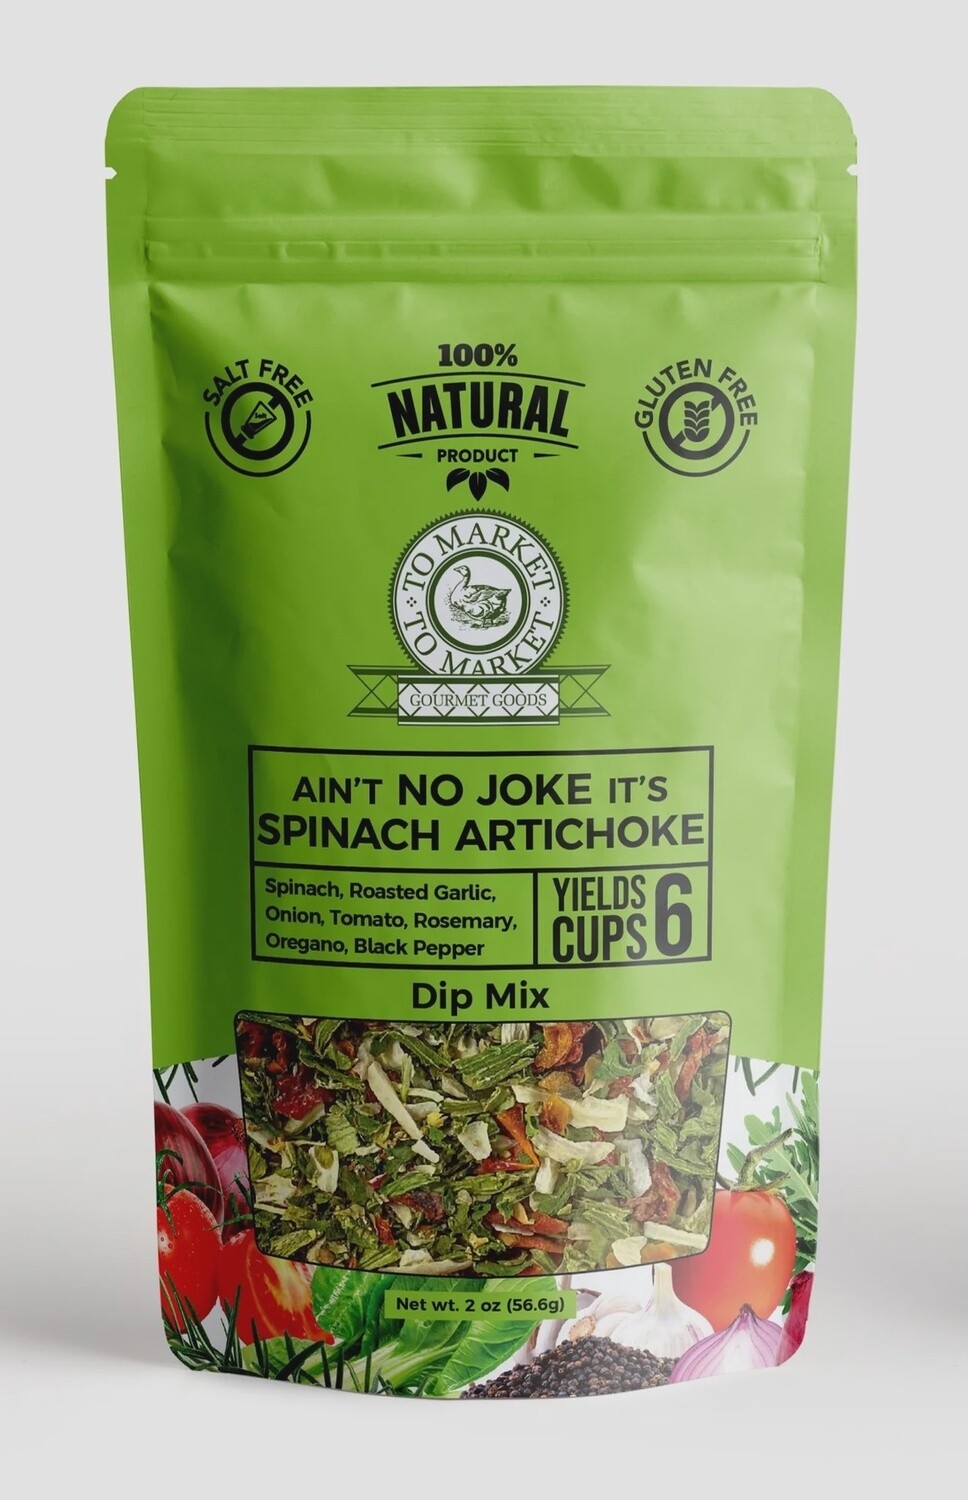 100%
SALT FREE
Salt
NATURAL
GLUTEN FREE
PRODUCT
TO MARKET
TO MARKET
GOURMET GOODS
AIN'T NO JOKE IT'S
SPINACH ARTICHOKE
Spinach, Roasted Garlic,
Onion, Tomato, Rosemary,
Oregano, Black Pepper
YIELDS 6
CUPS
Dip Mix
Net wt. 2 oz (56.6g)